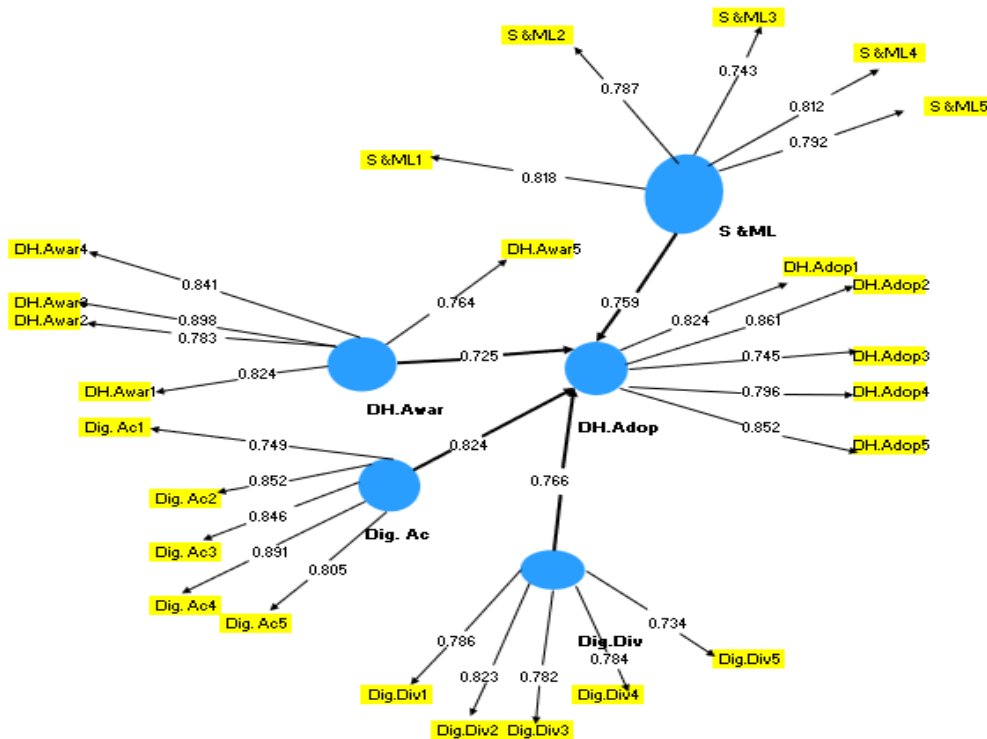 S &ML3
S &ML2
S &ML4
0.743
0.787
0.812
S &ML5
0.792
S &ML1
0.818
S &ML
DH.Awar4
DH.Awar5
DH.Adop1
0.841
DH.Adop2
0.764
DH.Awar3
0.898
0.759
0.824
0.861
DH.Awar2
0.783
0.725
0.745
DH.Adop3
0.824
DH.Awar1
0.796
DH.Adop4
DH.Awar
DH.Adop
0.852
DH.Adop5
Dig. Ac1
0.749
0.824
0.852
0.766
Dig. Ac2
0.846
Dig. Ac
Dig. Ac3
0.891
0.805
Dig. Ac4
Dig. Ac5
Dig.Div
0.786
0.734
0.784
Dig.Div5
0.823
0.782
Dig.Div1
Dig.Div4
Dig.Div2
Dig.Div3